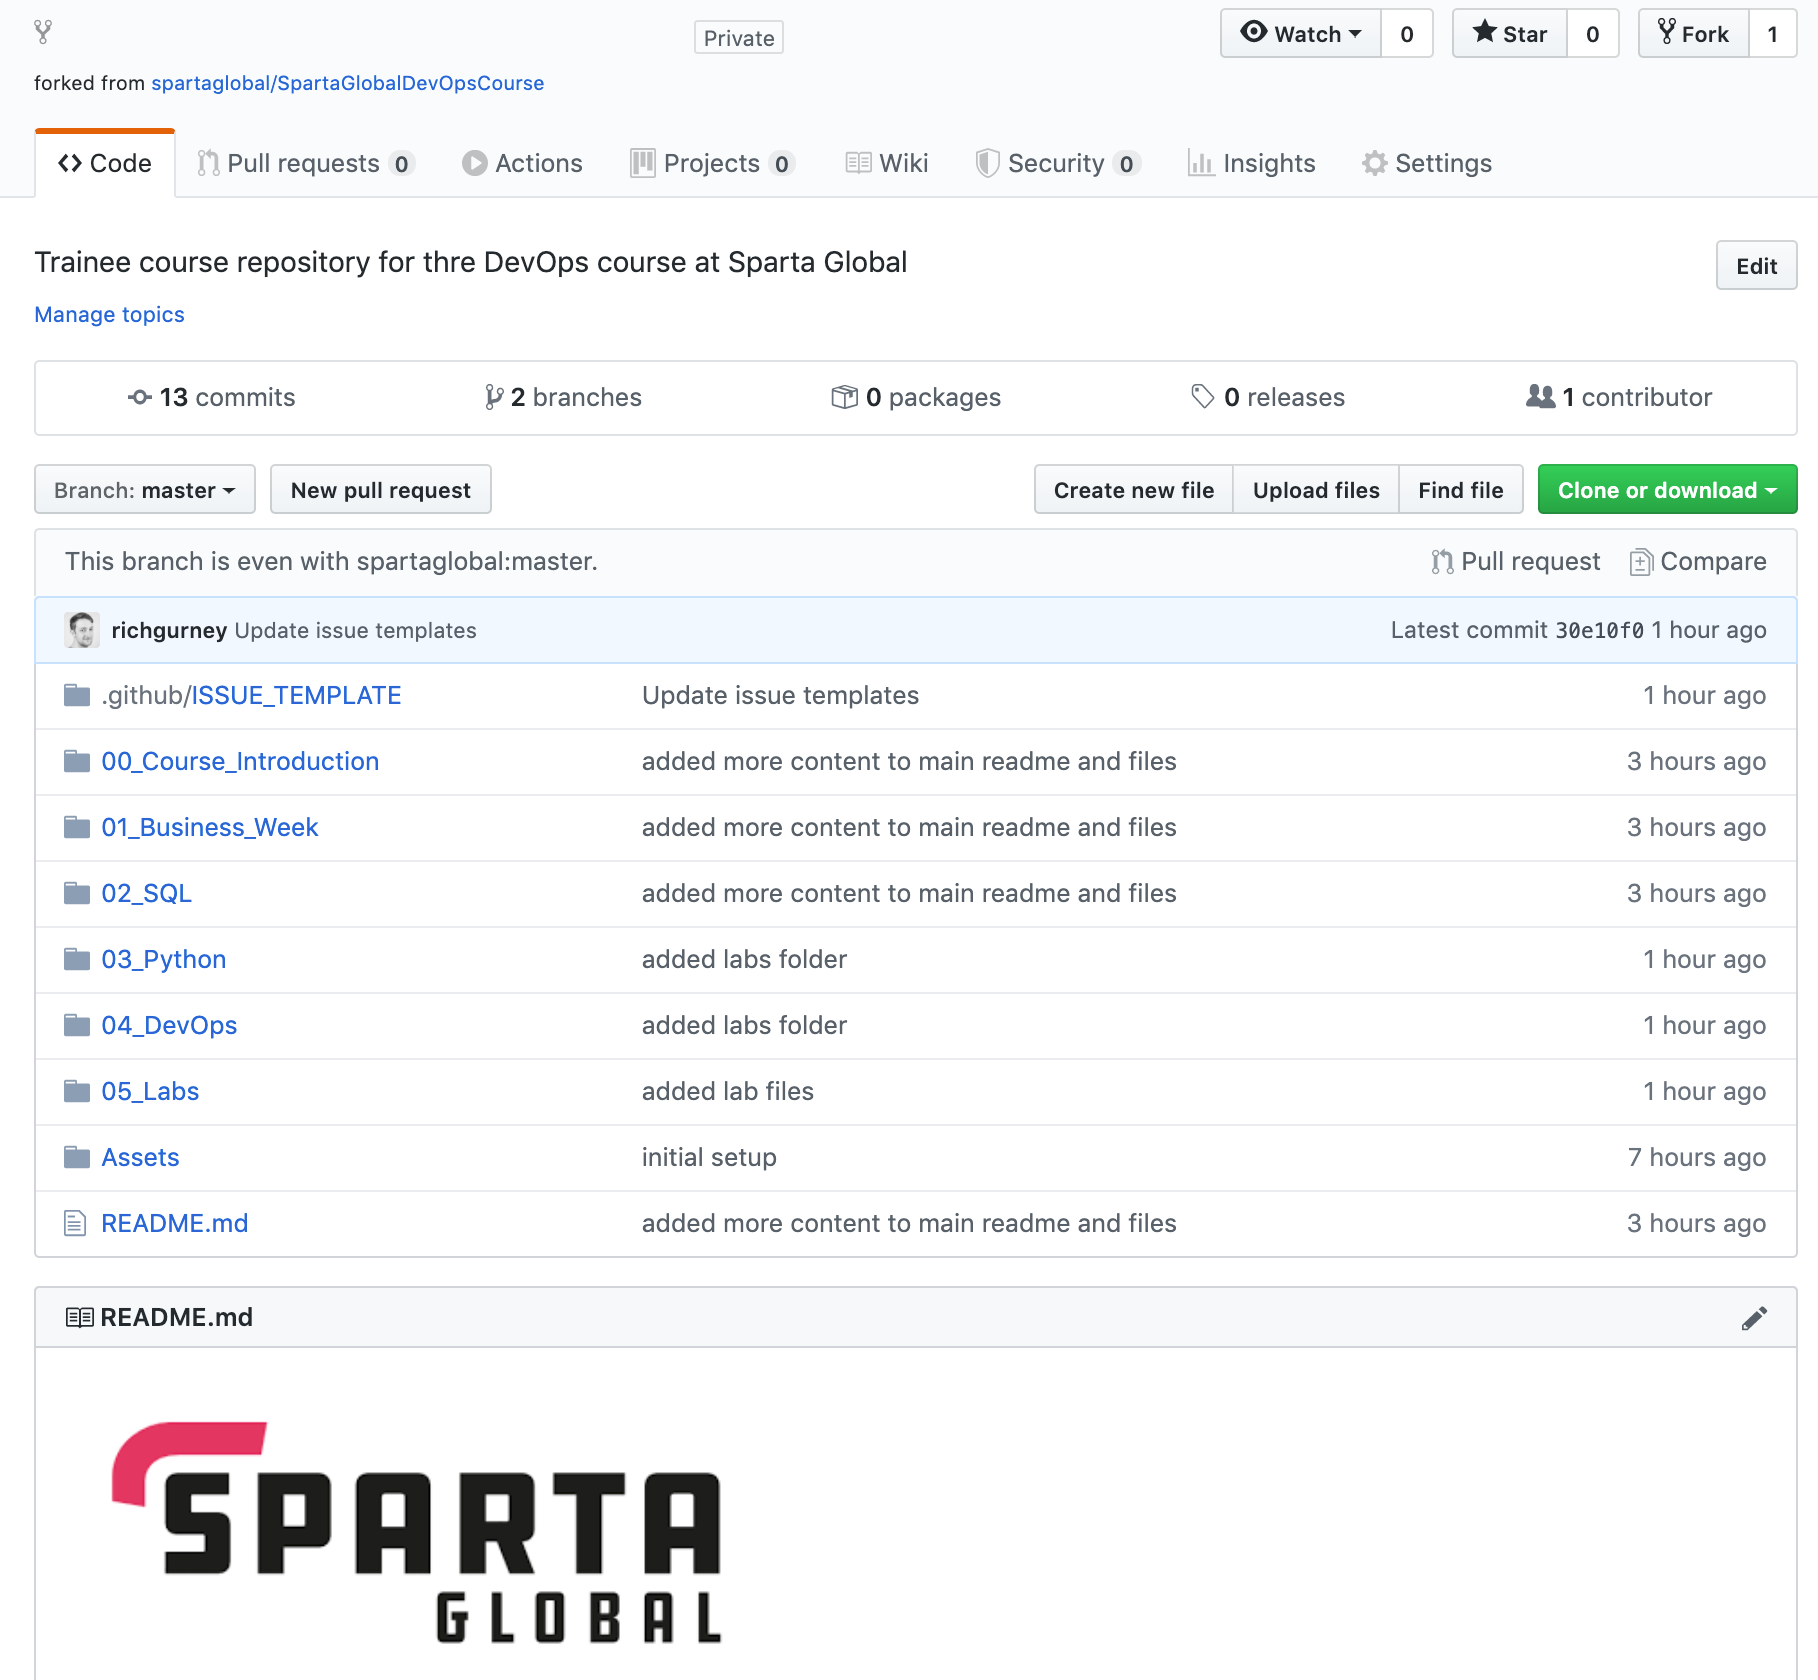 Private
Watch 0
Star 0
Fork 1
forked from spartaglobal/SpartaGlobalDevOpsCourse
Code
Pull requests 0
Actions
Projects 0
Wiki
Security 0
Insights
Settings
Trainee course repository for thre DevOps course at Sparta Global
Edit
Manage topics
13 commits
2 branches
0 packages
0 releases
1 contributor
Branch: master
New pull request
Create new file
Upload files
Find file
Clone or download
This branch is even with spartaglobal:master.
Pull request
Compare
richgurney Update issue templates
Latest commit 30e10f0 1 hour ago
.github/ISSUE_TEMPLATE Update issue templates 1 hour ago
00_Course_Introduction added more content to main readme and files 3 hours ago
01_Business_Week added more content to main readme and files 3 hours ago
02_SQL added more content to main readme and files 3 hours ago
03_Python added labs folder 1 hour ago
04_DevOps added labs folder 1 hour ago
05_Labs added lab files 1 hour ago
Assets initial setup 7 hours ago
README.md added more content to main readme and files 3 hours ago
README.md
SPARTA
GLOBAL